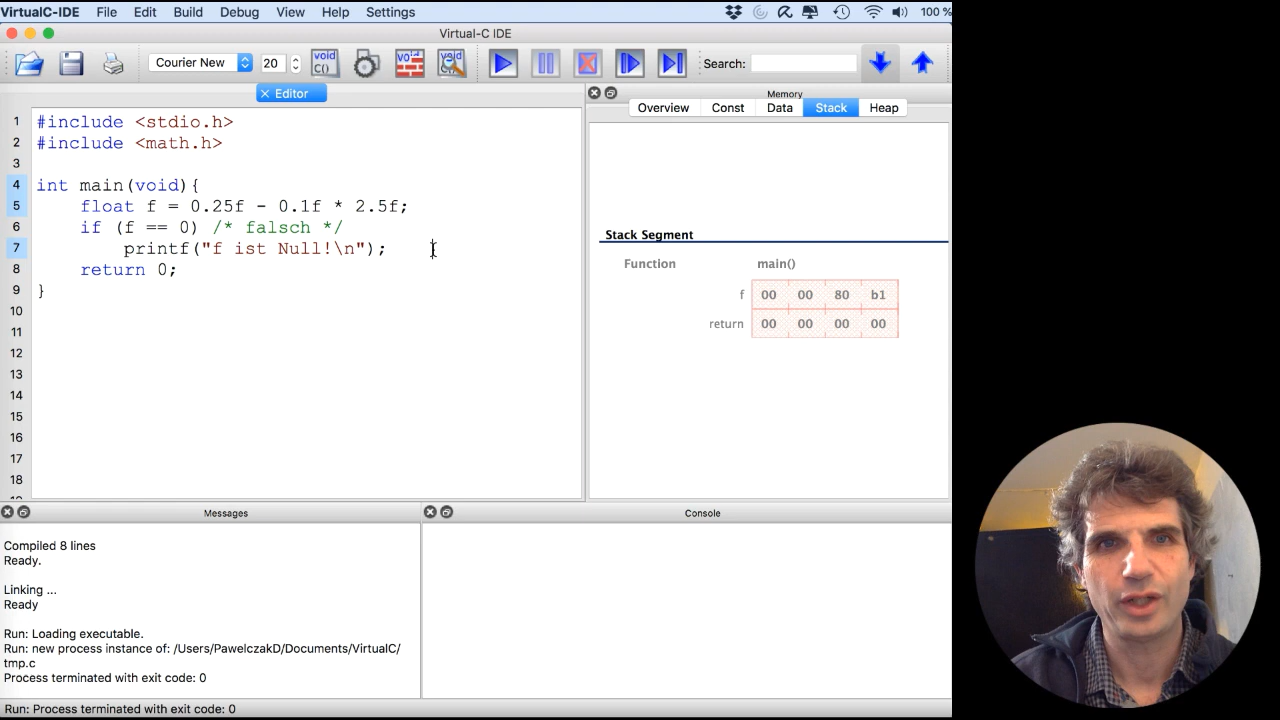 VirtualC-IDE File Edit Build Debug View Help Settings 100 %
Virtual-C IDE
Courier New 20 void C() Search:
Editor
Memory
Overview Const Data Stack Heap
1 #include <stdio.h>
2 #include <math.h>
3
4 int main(void){
5 float f = 0.25f - 0.1f * 2.5f;
6 if (f == 0) /* falsch */
7 printf("f ist Null!\n");
8 return 0;
9 }
10
11
12
13
14
15
16
17
18
Stack Segment
Function main()
f 00 00 80 b1
return 00 00 00 00
Messages
Console
Compiled 8 lines
Ready.
Linking ...
Ready
Run: Loading executable.
Run: new process instance of: /Users/PawelczakD/Documents/VirtualC/
tmp.c
Process terminated with exit code: 0
Run: Process terminated with exit code: 0